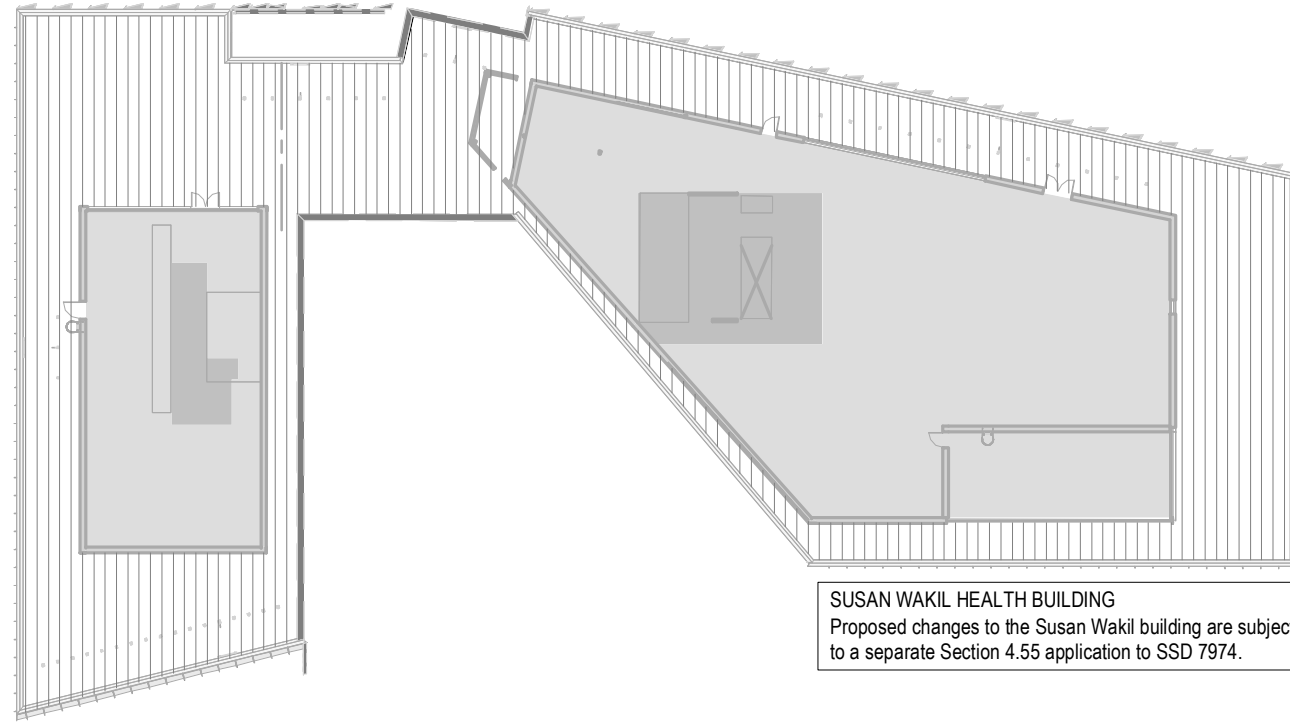 SUSAN WAKIL HEALTH BUILDING
Proposed changes to the Susan Wakil building are subject
to a separate Section 4.55 application to SSD 7974.